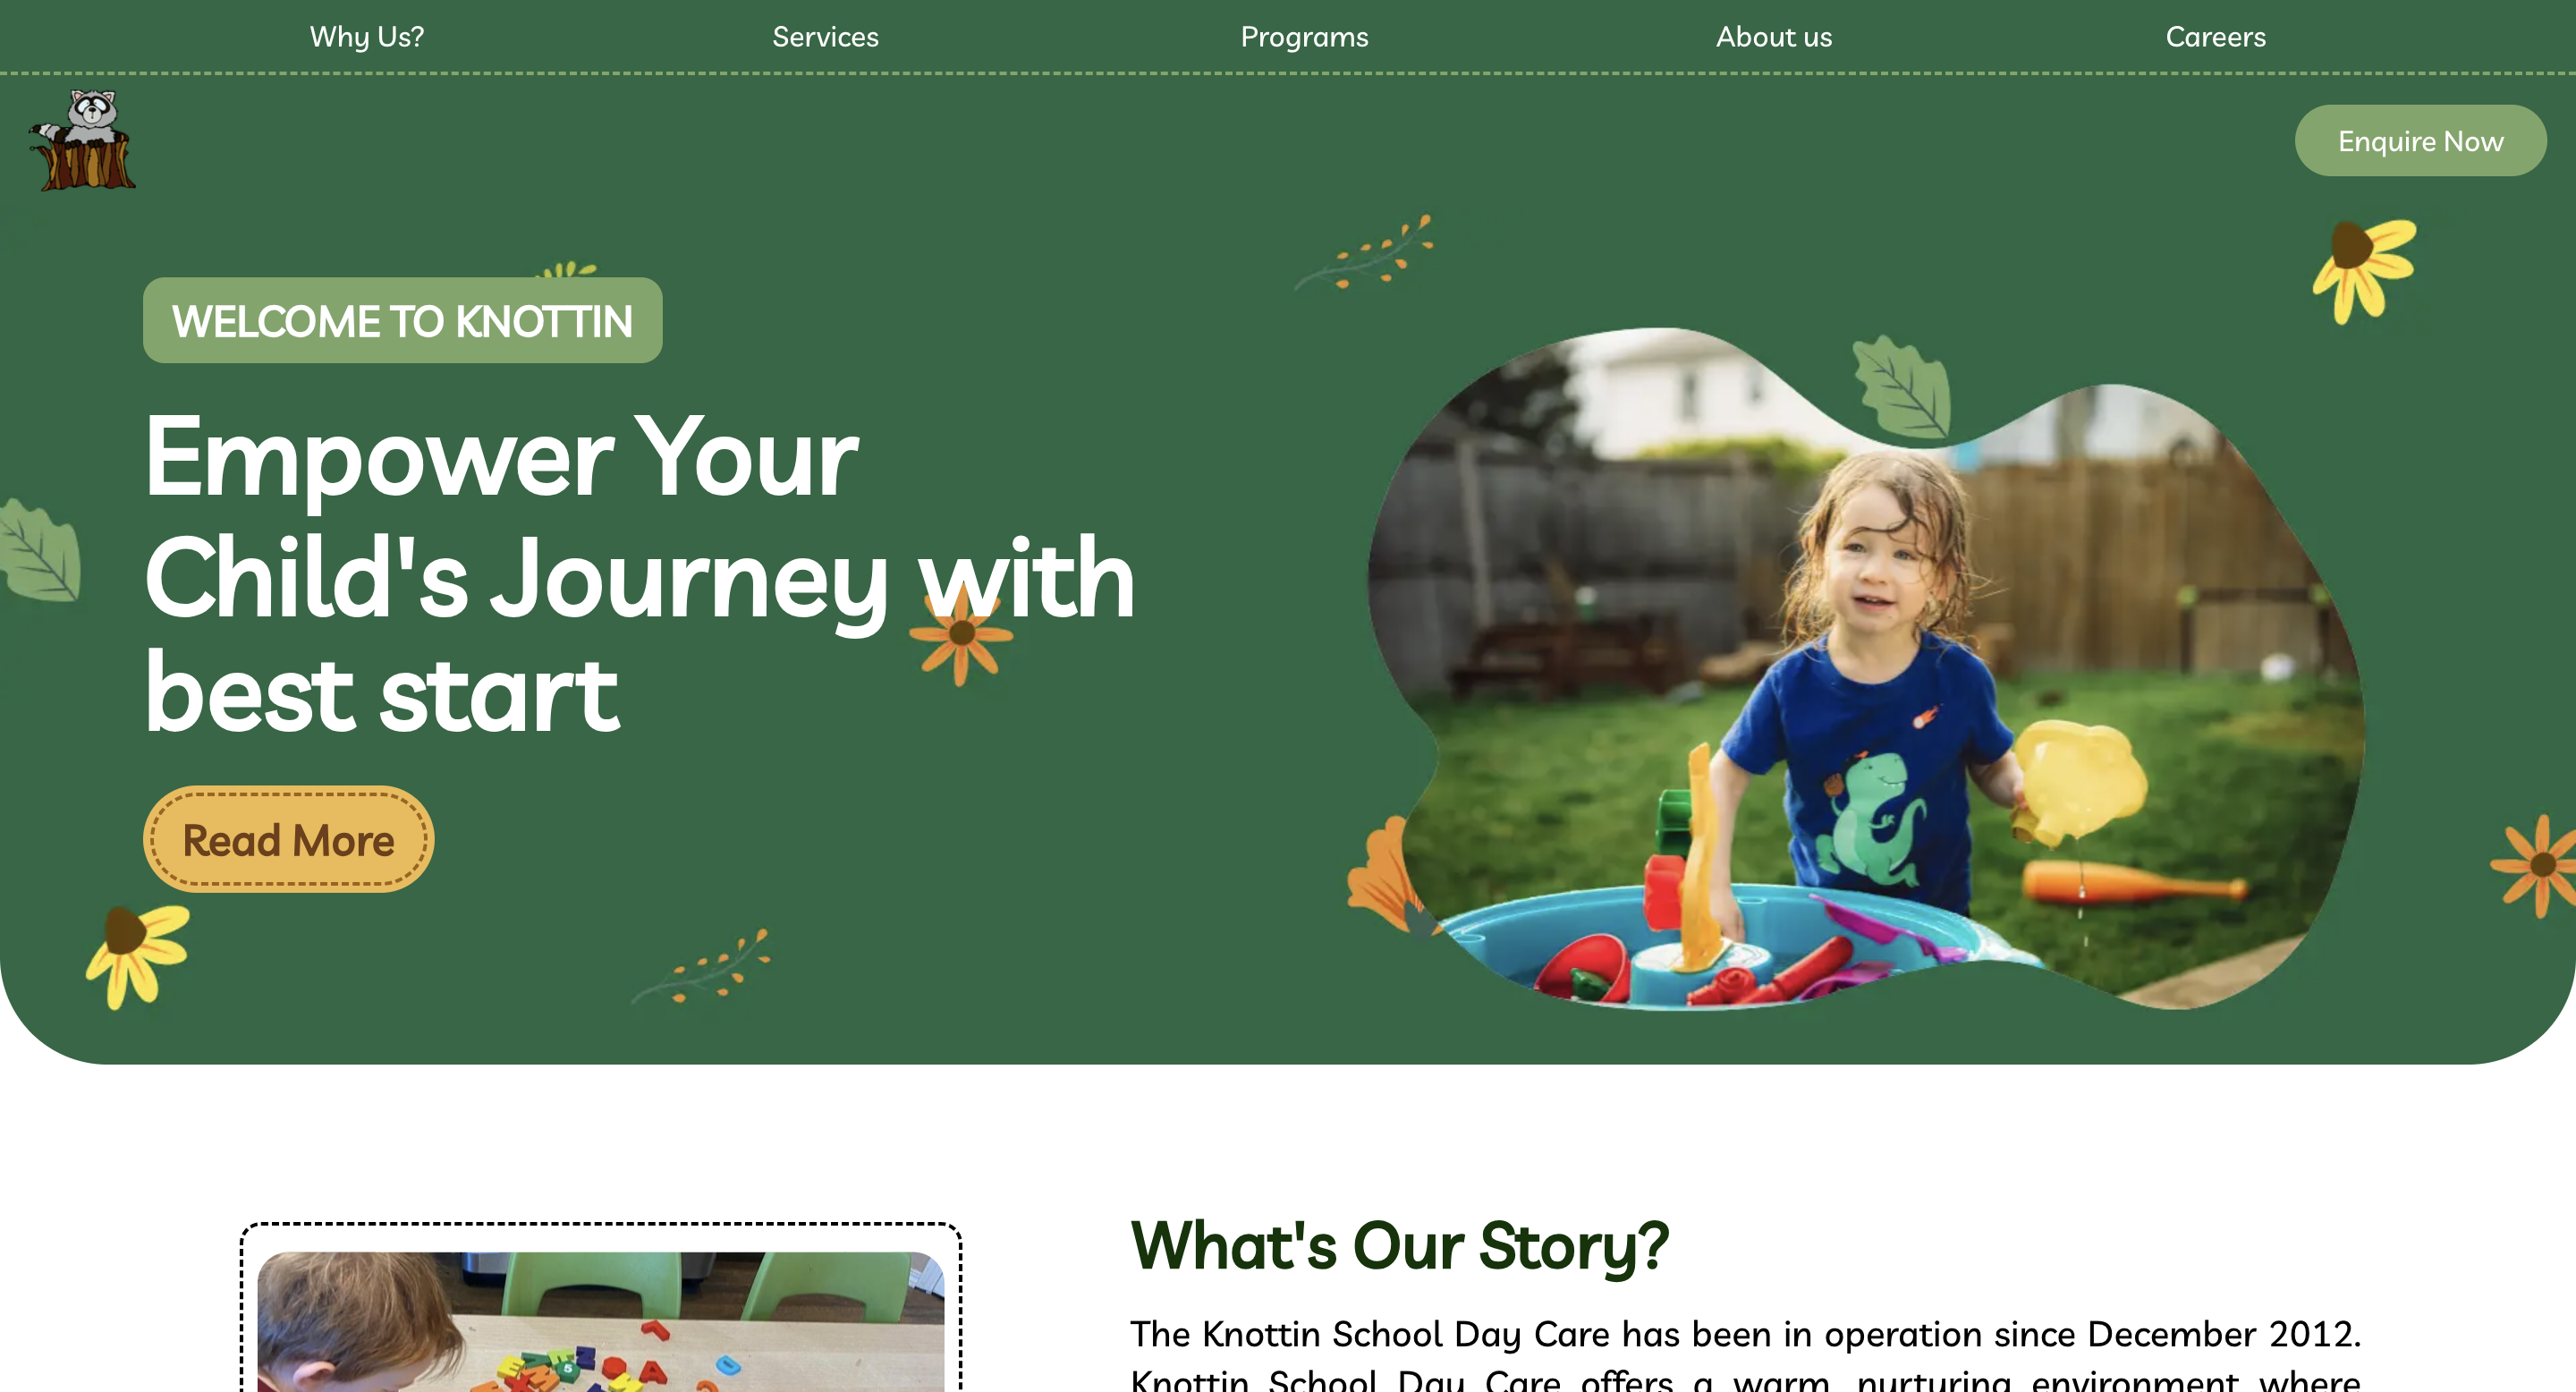 Why Us?
Services
Programs
About us
Careers
Enquire Now
WELCOME TO KNOTTIN
Empower Your
Child's Journey with
best start
Read More
What's Our Story?
The Knottin School Day Care has been in operation since December 2012.
Knottin School Day Care offers a warm, nurturing environment where